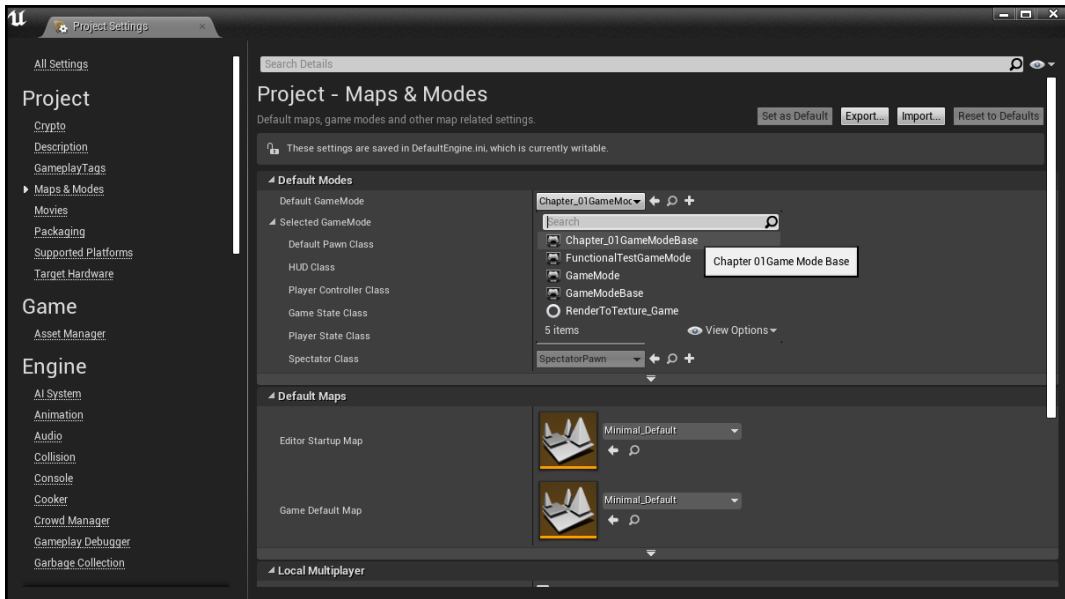 Project Settings
All Settings
Project
Crypto
Description
GameplayTags
Maps & Modes
Movies
Packaging
Supported Platforms
Target Hardware
Game
Asset Manager
Engine
AI System
Animation
Audio
Collision
Console
Cooker
Crowd Manager
Gameplay Debugger
Garbage Collection
Search Details
Project - Maps & Modes
Default maps, game modes and other map related settings.
Set as Default Export... Import... Reset to Defaults
These settings are saved in DefaultEngine.ini, which is currently writable.
Default Modes
Default GameMode Chapter_01GameMoc
Selected GameMode Search
Default Pawn Class Chapter_01GameModeBase
HUD Class FunctionalTestGameMode
Chapter 01Game Mode Base
Player Controller Class GameMode
GameModeBase
Game State Class RenderToTexture_Game
Player State Class 5 items View Options
Spectator Class SpectatorPawn
Default Maps
Editor Startup Map Minimal_Default
Game Default Map Minimal_Default
Local Multiplayer